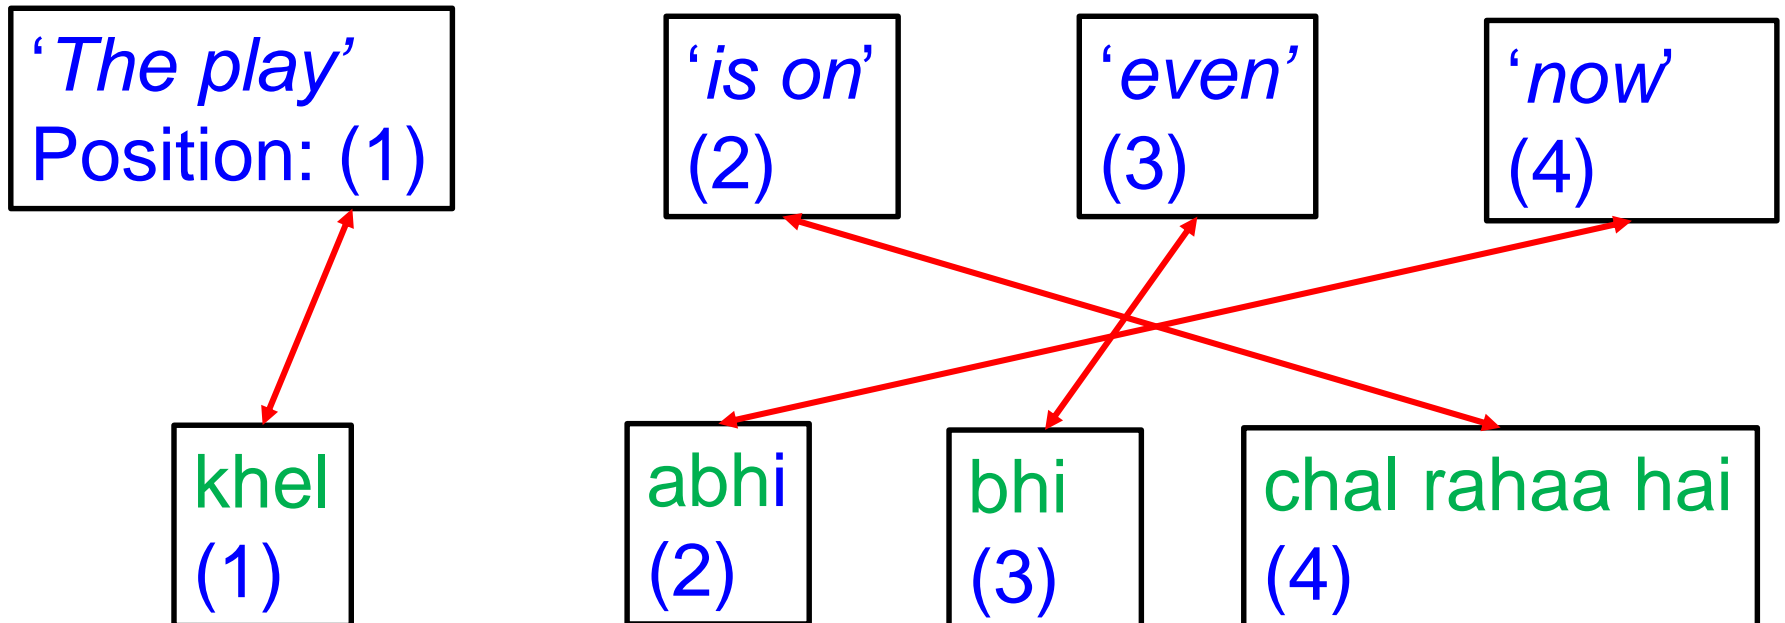 ‘The play’
Position: (1)
‘is on’
(2)
‘even’
(3)
‘now’
(4)
khel
(1)
abhi
(2)
bhi
(3)
chal rahaa hai
(4)